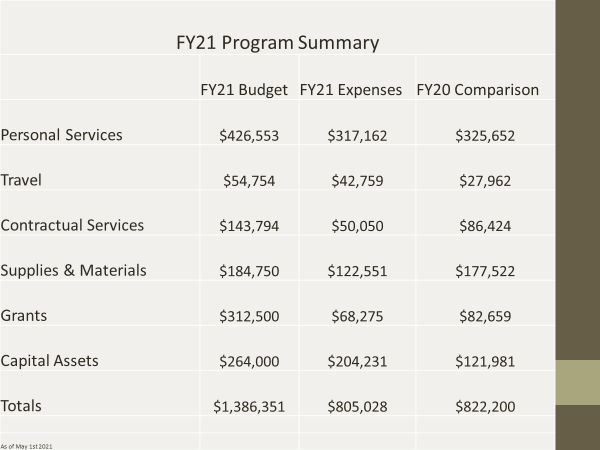 FY21 Program Summary
FY21 Budget FY21 Expenses FY20 Comparison
Personal Services $426,553 $317,162 $325,652
Travel $54,754 $42,759 $27,962
Contractual Services $143,794 $50,050 $86,424
Supplies & Materials $184,750 $122,551 $177,522
Grants $312,500 $68,275 $82,659
Capital Assets $264,000 $204,231 $121,981
Totals $1,386,351 $805,028 $822,200
As of May 1st 2021